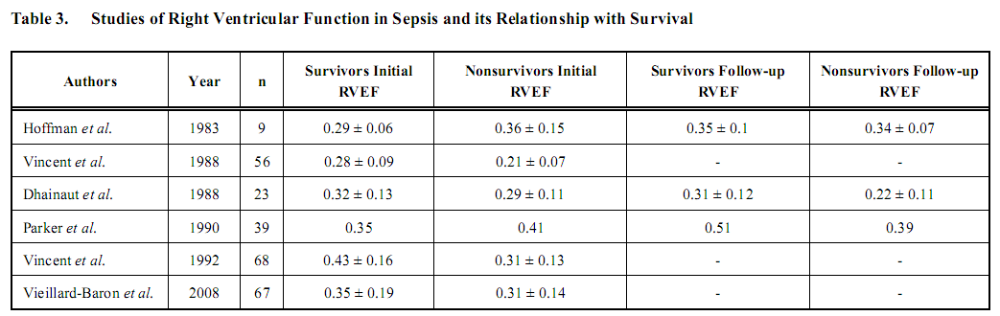 Table 3. Studies of Right Ventricular Function in Sepsis and its Relationship with Survival
Authors Year n Survivors Initial RVEF Nonsurvivors Initial RVEF Survivors Follow-up RVEF Nonsurvivors Follow-up RVEF
Hoffman et al. 1983 9 0.29 ± 0.06 0.36 ± 0.15 0.35 ± 0.1 0.34 ± 0.07
Vincent et al. 1988 56 0.28 ± 0.09 0.21 ± 0.07 - -
Dhainaut et al. 1988 23 0.32 ± 0.13 0.29 ± 0.11 0.31 ± 0.12 0.22 ± 0.11
Parker et al. 1990 39 0.35 0.41 0.51 0.39
Vincent et al. 1992 68 0.43 ± 0.16 0.31 ± 0.13 - -
Vieillard-Baron et al. 2008 67 0.35 ± 0.19 0.31 ± 0.14 - -